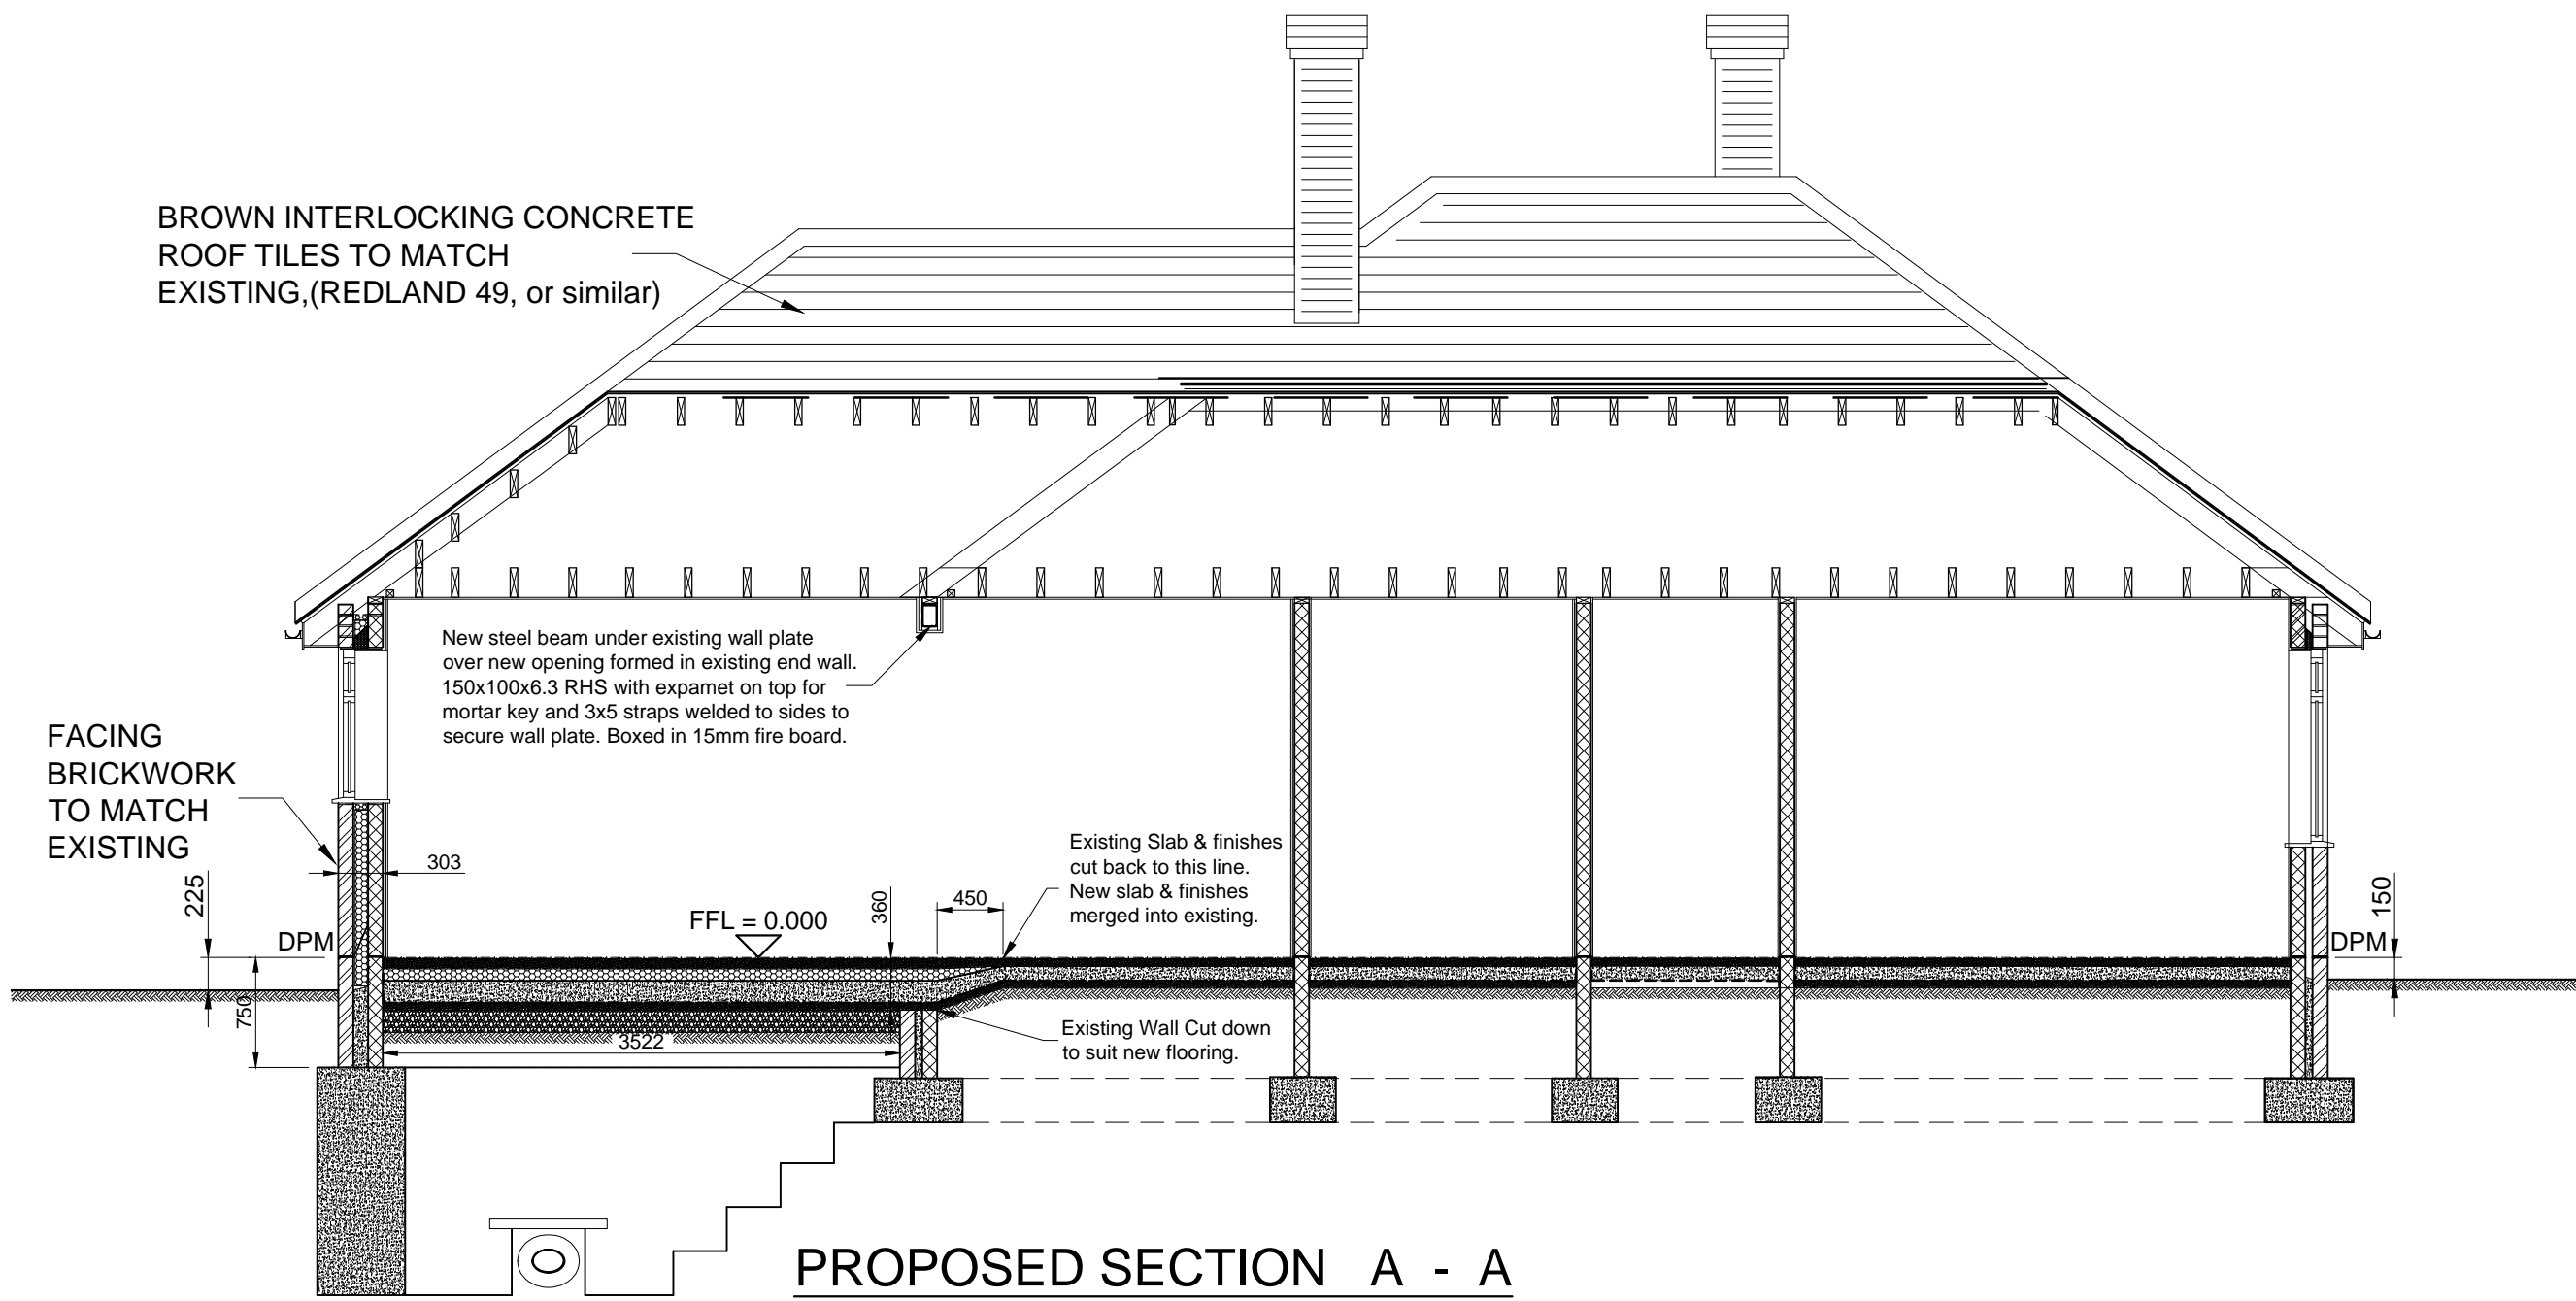 BROWN INTERLOCKING CONCRETE
ROOF TILES TO MATCH
EXISTING,(REDLAND 49, or similar)
New steel beam under existing wall plate
over new opening formed in existing end wall.
150x100x6.3 RHS with expamet on top for
mortar key and 3x5 straps welded to sides to
secure wall plate. Boxed in 15mm fire board.
FACING
BRICKWORK
TO MATCH
EXISTING
303
225
DPM
750
FFL = 0.000
360
450
Existing Slab & finishes
cut back to this line.
New slab & finishes
merged into existing.
150
DPM
3522
Existing Wall Cut down
to suit new flooring.
PROPOSED SECTION A - A